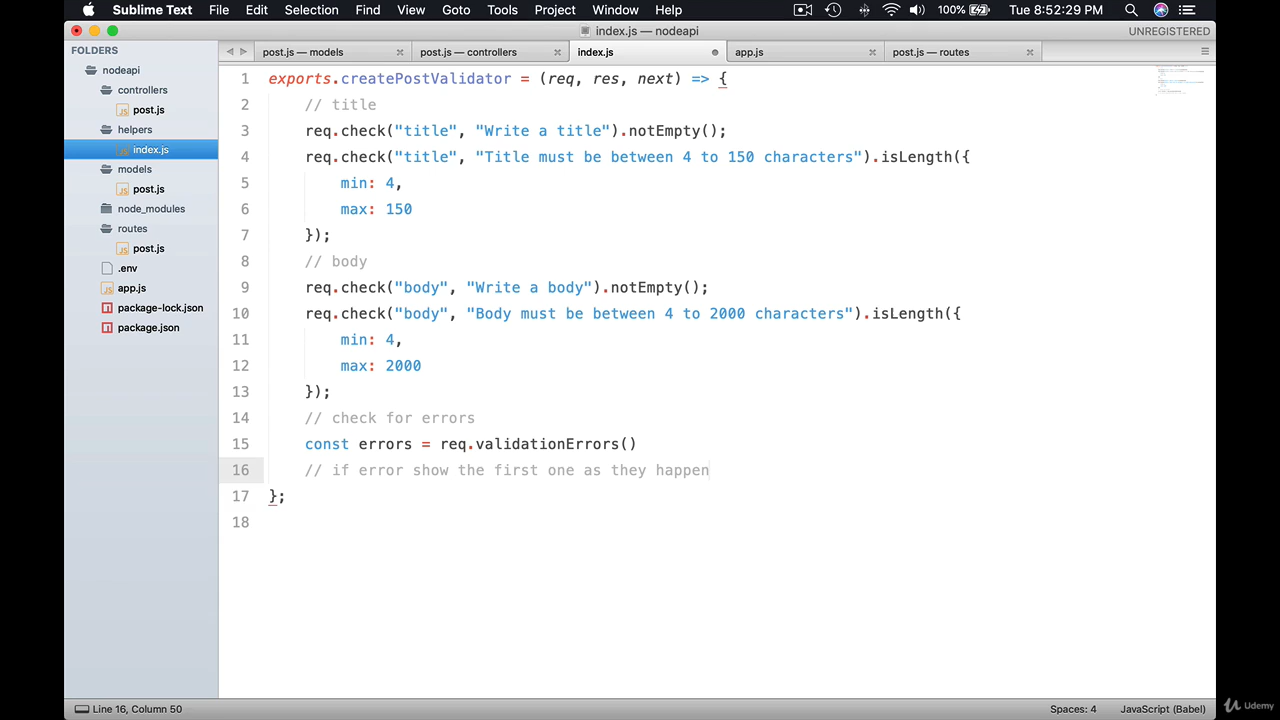 Sublime Text File Edit Selection Find View Goto Tools Project Window Help 100% Tue 8:52:29 PM
index.js — nodeapi UNREGISTERED
FOLDERS
nodeapi
controllers
post.js
helpers
index.js
models
post.js
node_modules
routes
post.js
.env
app.js
package-lock.json
package.json
post.js — models post.js — controllers index.js app.js post.js — routes
1 exports.createPostValidator = (req, res, next) => {
2 // title
3 req.check("title", "Write a title").notEmpty();
4 req.check("title", "Title must be between 4 to 150 characters").isLength({
5 min: 4,
6 max: 150
7 });
8 // body
9 req.check("body", "Write a body").notEmpty();
10 req.check("body", "Body must be between 4 to 2000 characters").isLength({
11 min: 4,
12 max: 2000
13 });
14 // check for errors
15 const errors = req.validationErrors()
16 // if error show the first one as they happen
17 };
18
Line 16, Column 50 Spaces: 4 JavaScript (Babel)
Udemy